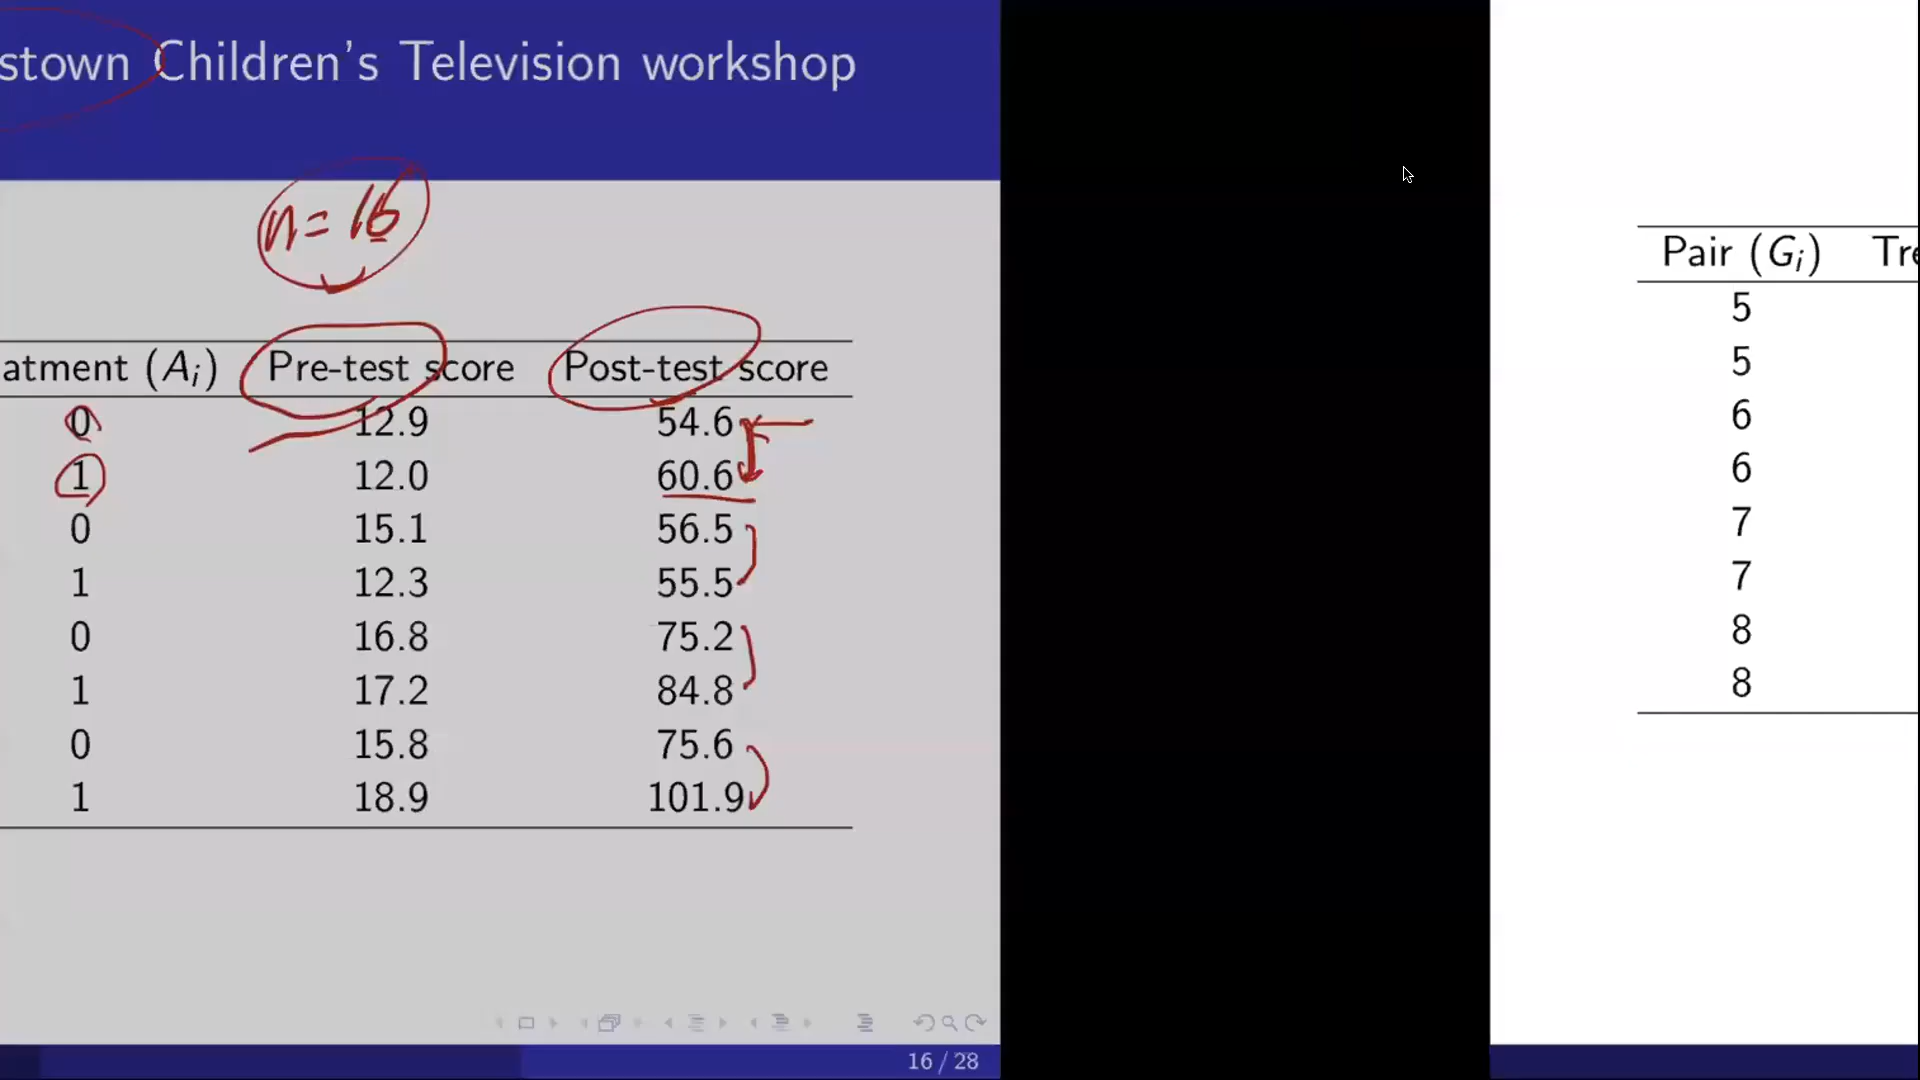 stown Children's Television workshop
n = 16
atment (Aᵢ) Pre-test score Post-test score
0 12.9 54.6
1 12.0 60.6
0 15.1 56.5
1 12.3 55.5
0 16.8 75.2
1 17.2 84.8
0 15.8 75.6
1 18.9 101.9
16 / 28
Pair (Gᵢ) Tre
5
5
6
6
7
7
8
8